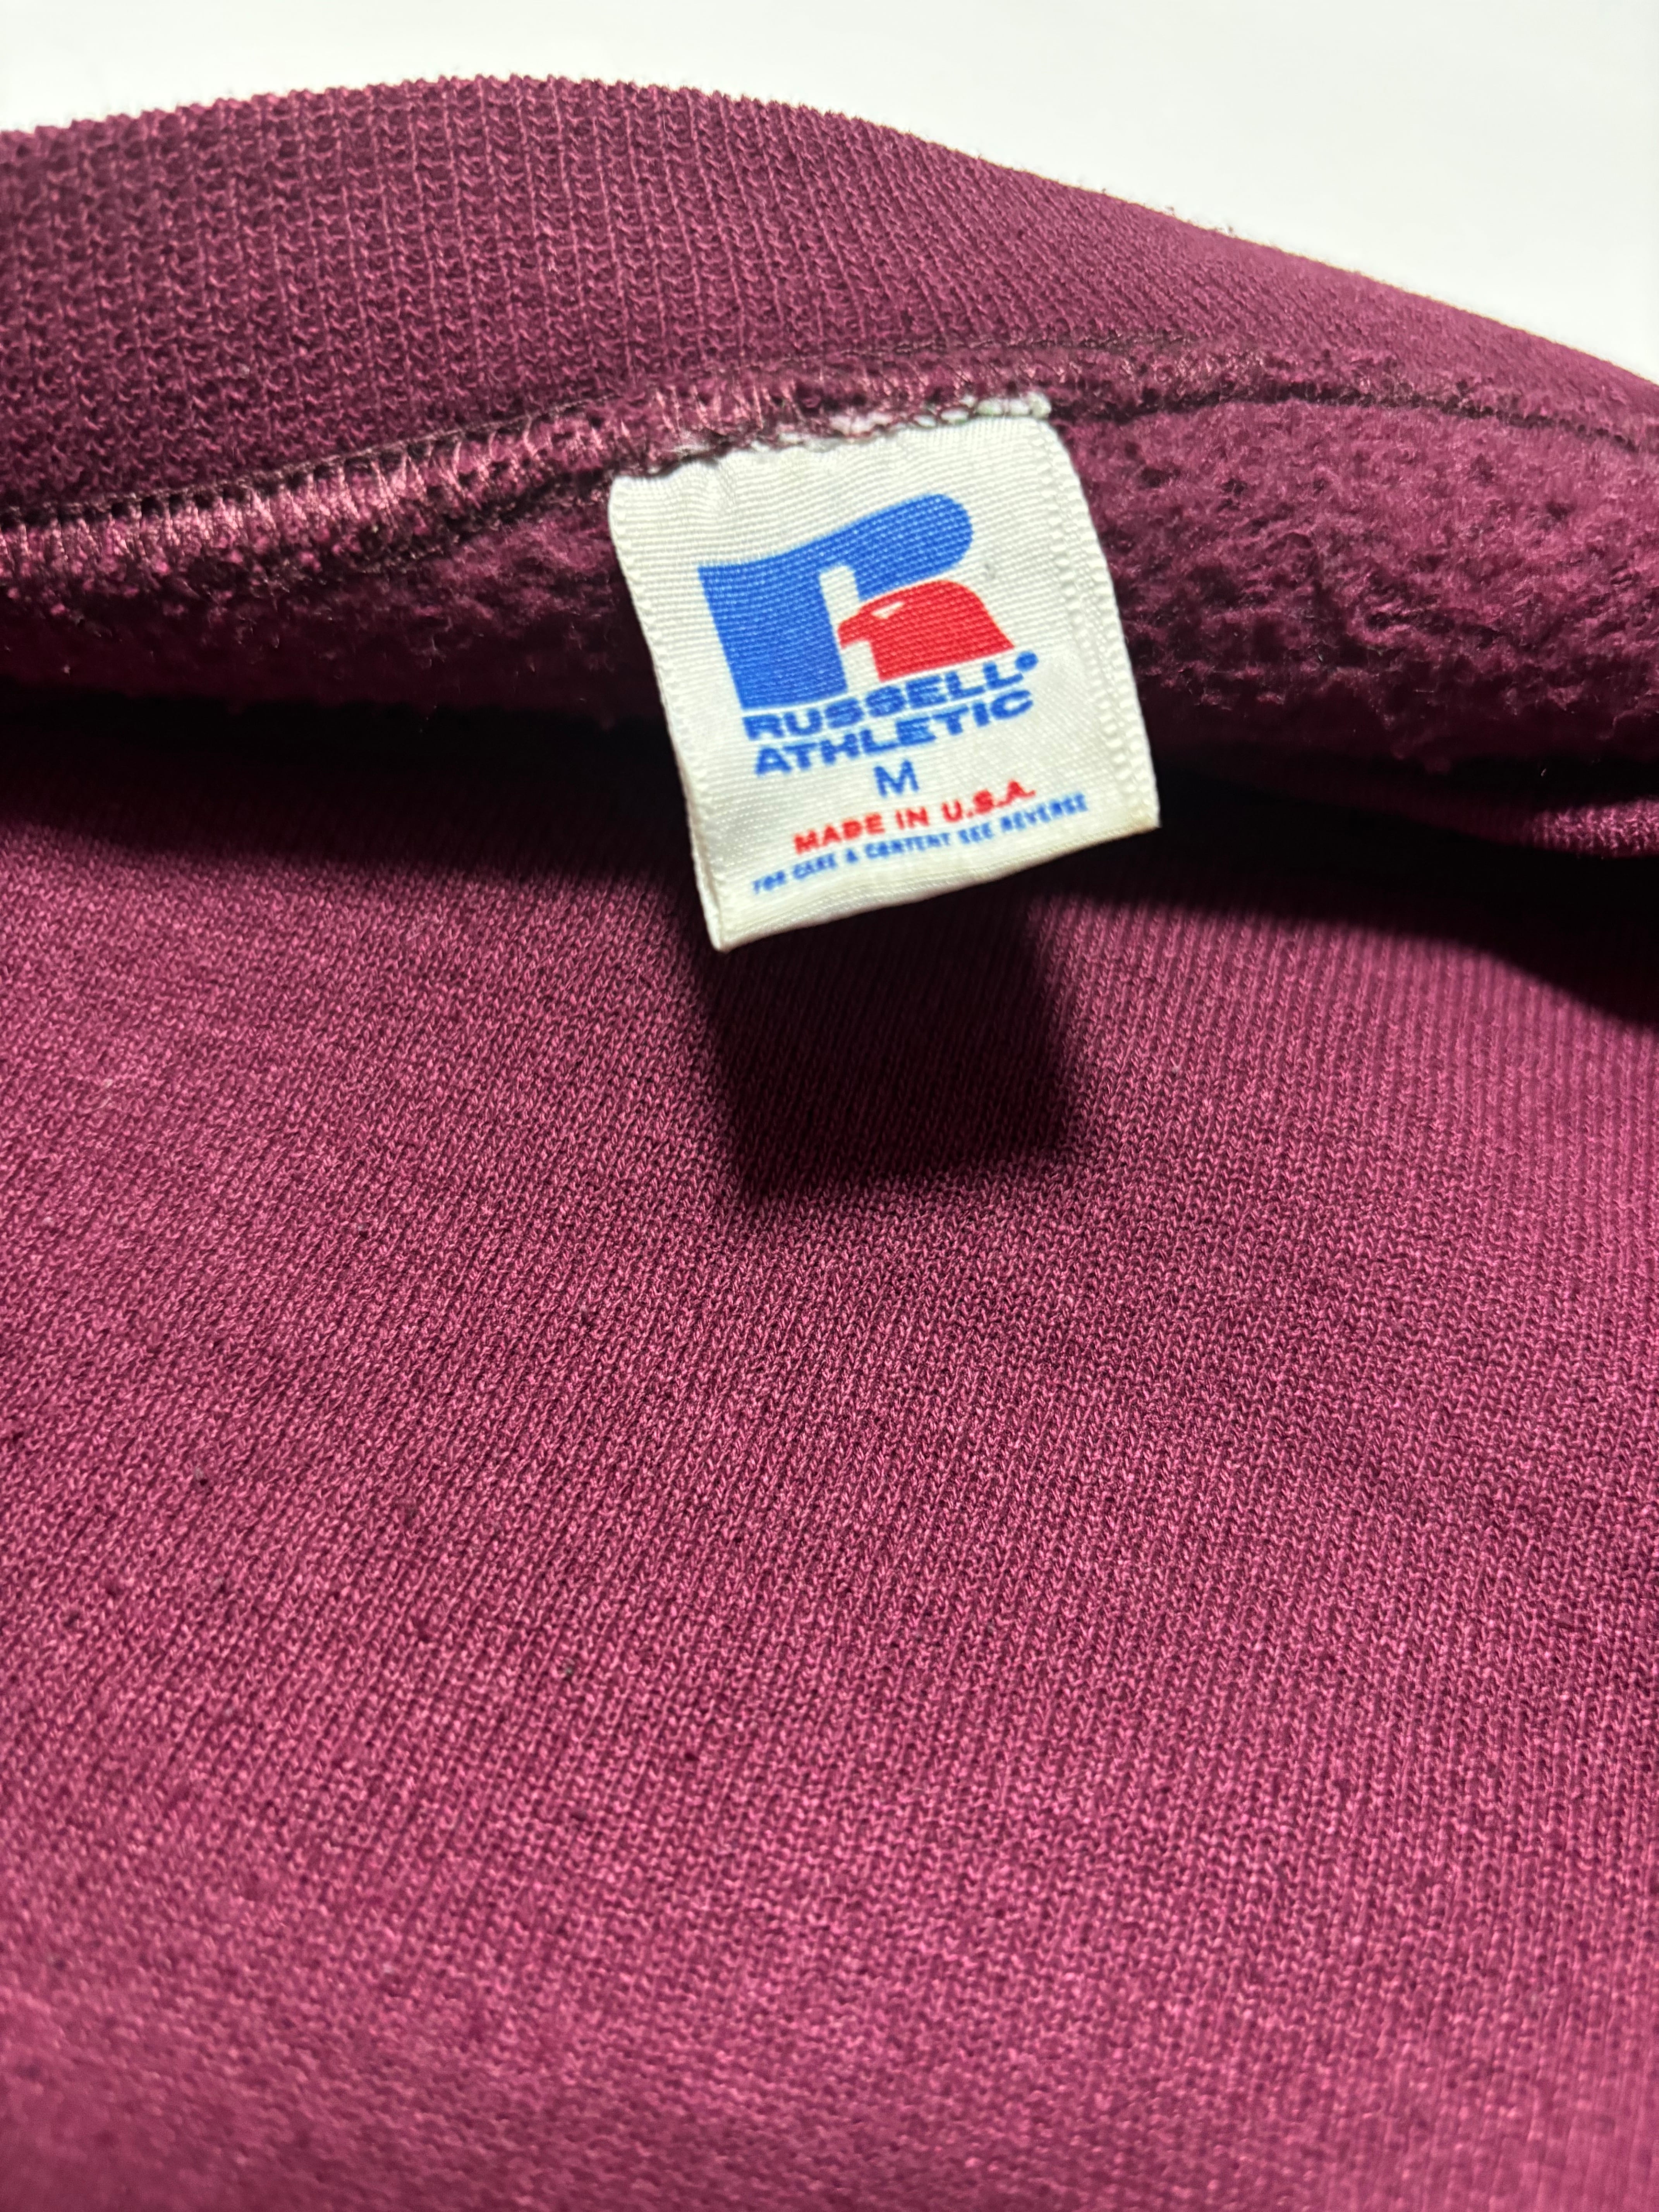 RUSSELL®
ATHLETIC
M
MADE IN U.S.A.
FOR CARE & CONTENT SEE REVERSE